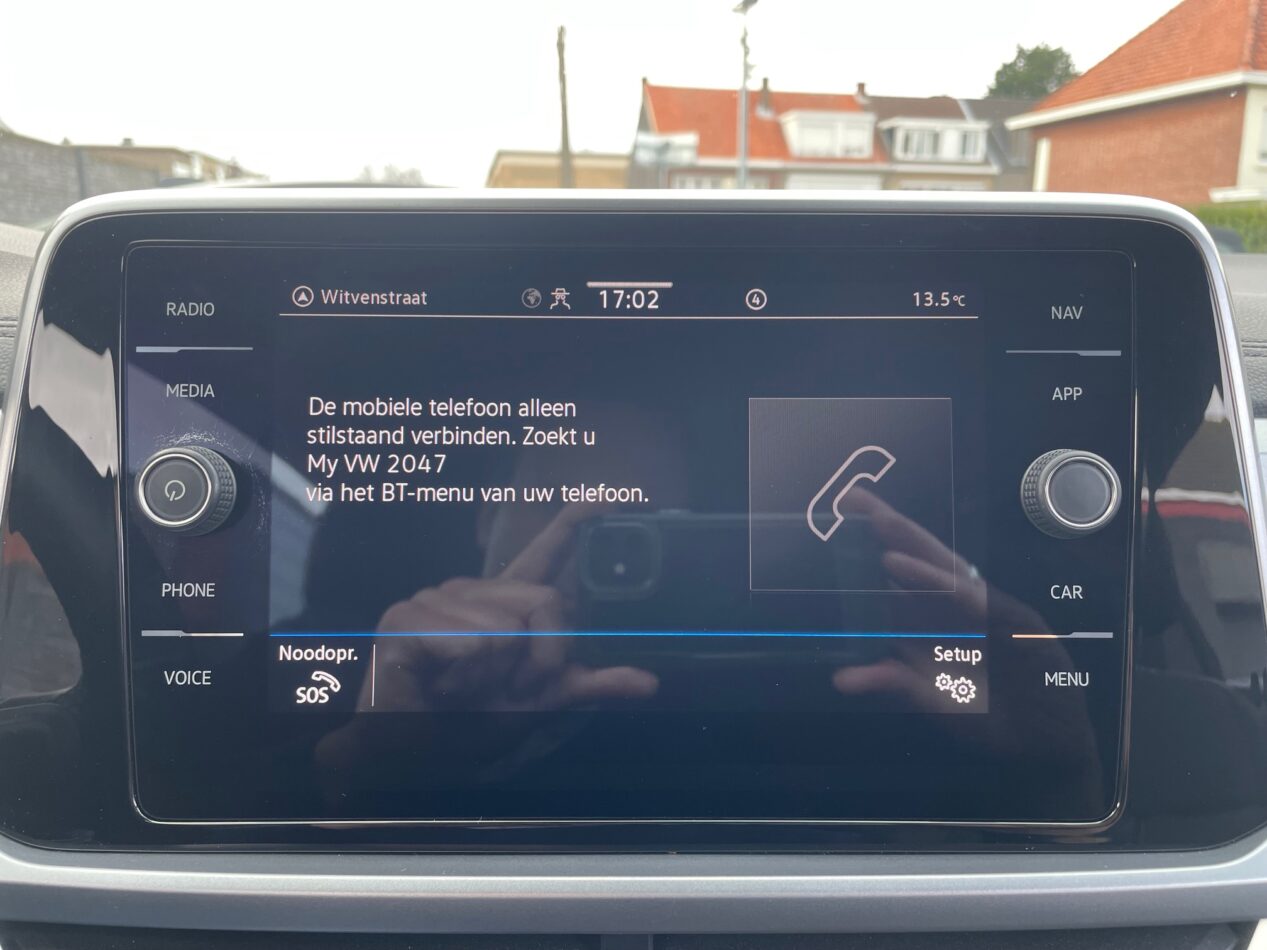 Witvenstraat 17:02 4 13.5°C
RADIO
NAV
MEDIA
APP
De mobiele telefoon alleen
stilstaand verbinden. Zoekt u
My VW 2047
via het BT-menu van uw telefoon.
PHONE
CAR
Noodopr.
SOS
Setup
VOICE
MENU